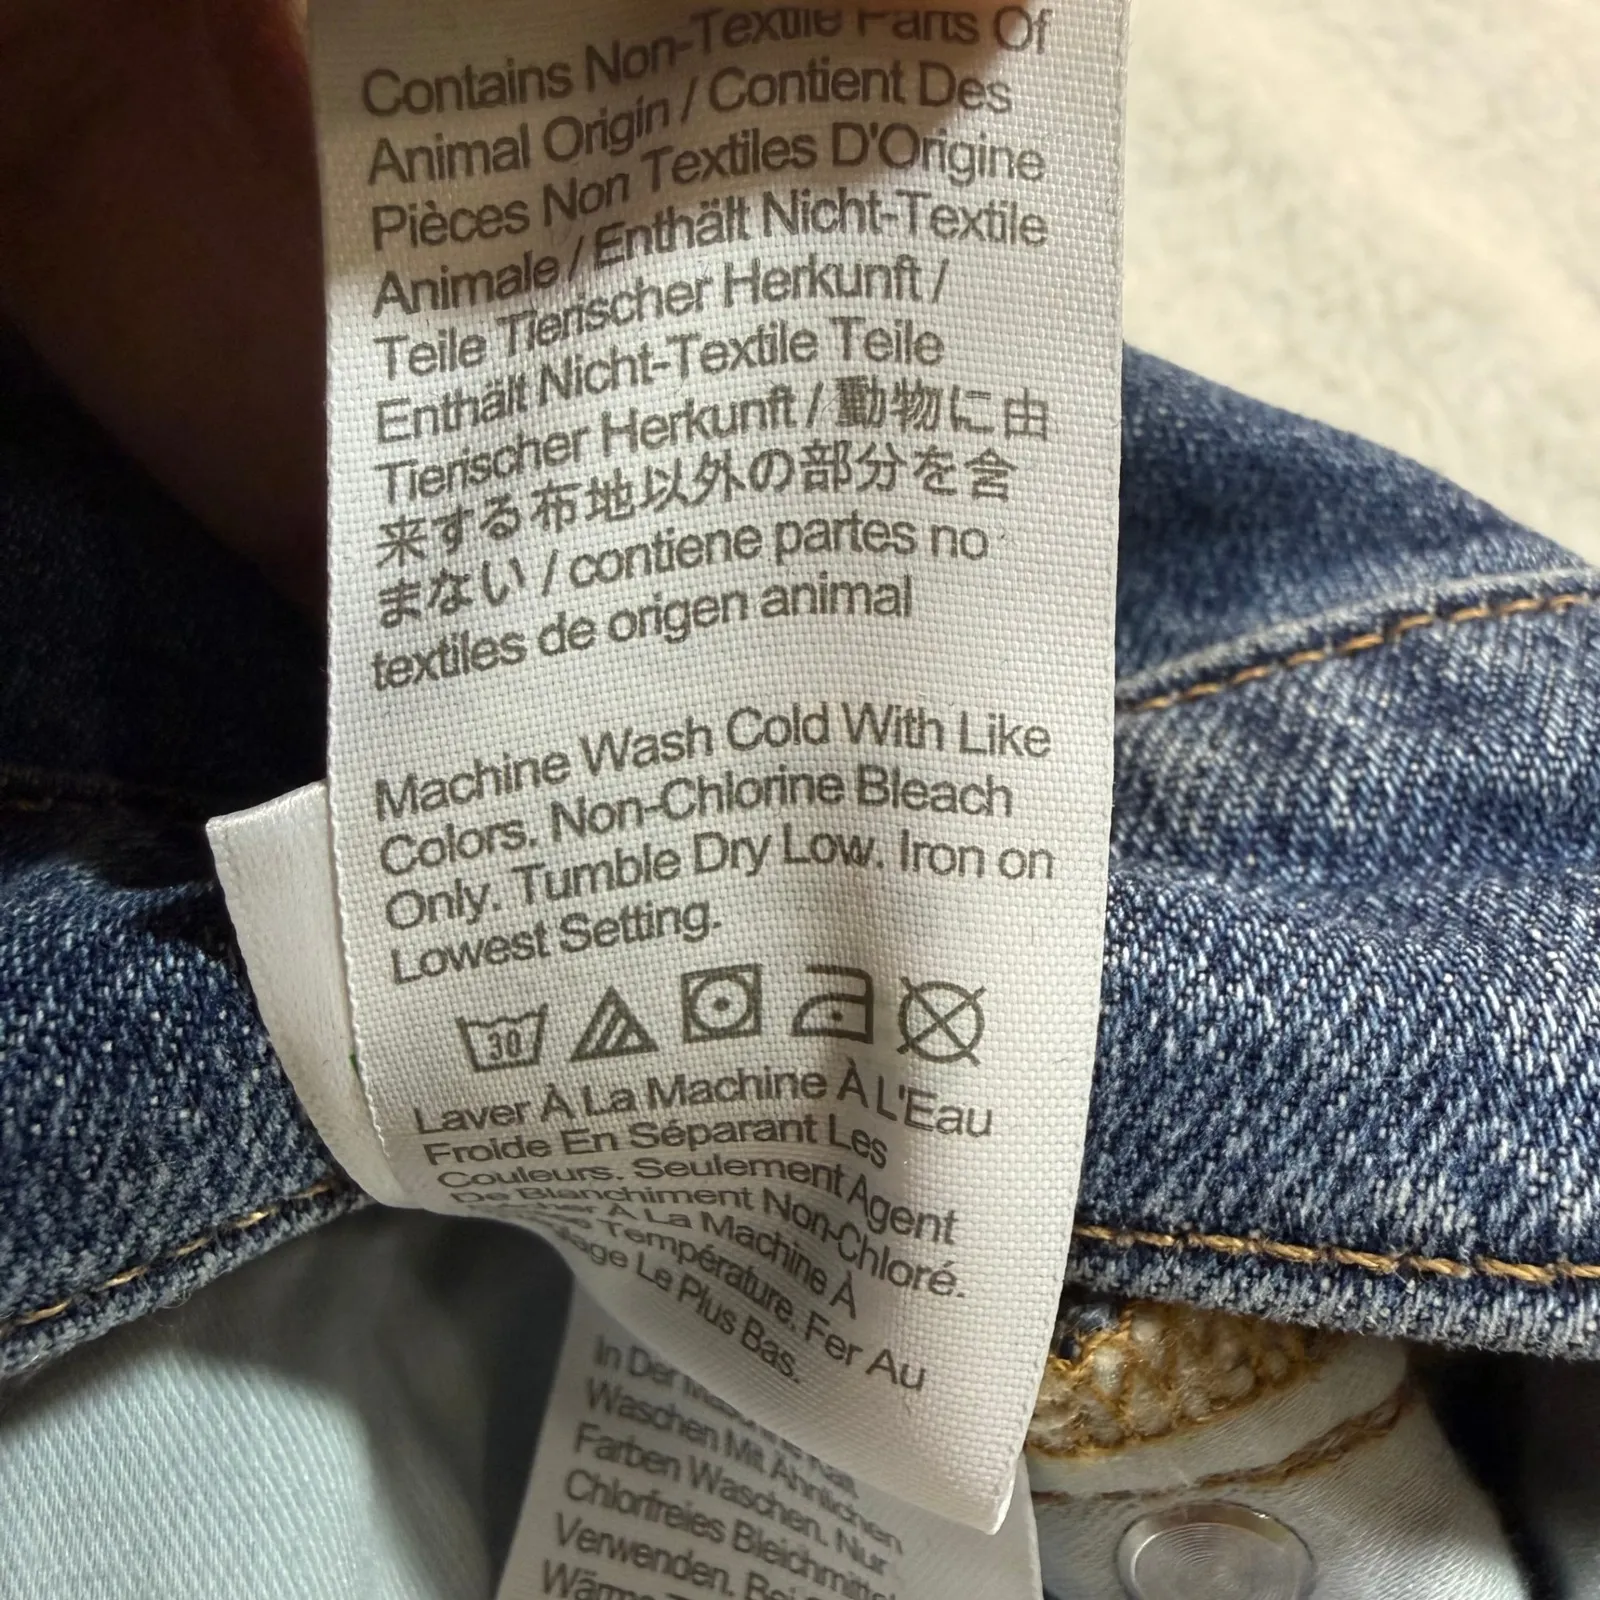 Contains Non-Textile Parts Of
Animal Origin / Contient Des
Pièces Non Textiles D'Origine
Animale / Enthält Nicht-Textile
Teile Tierischer Herkunft /
Enthält Nicht-Textile Teile
Tierischer Herkunft / 動物に由
来する布地以外の部分を含
まない / contiene partes no
textiles de origen animal
Machine Wash Cold With Like
Colors. Non-Chlorine Bleach
Only. Tumble Dry Low. Iron on
Lowest Setting.
30
Laver À La Machine À L'Eau
Froide En Séparant Les
Couleurs. Seulement Agent
De Blanchiment Non-Chloré.
À La Machine À
Température. Fer Au
Le Plus Bas.
In Der
Waschen Mit Ähnlichen
Farben Waschen. Nur
Chlorfreies
Verwenden.